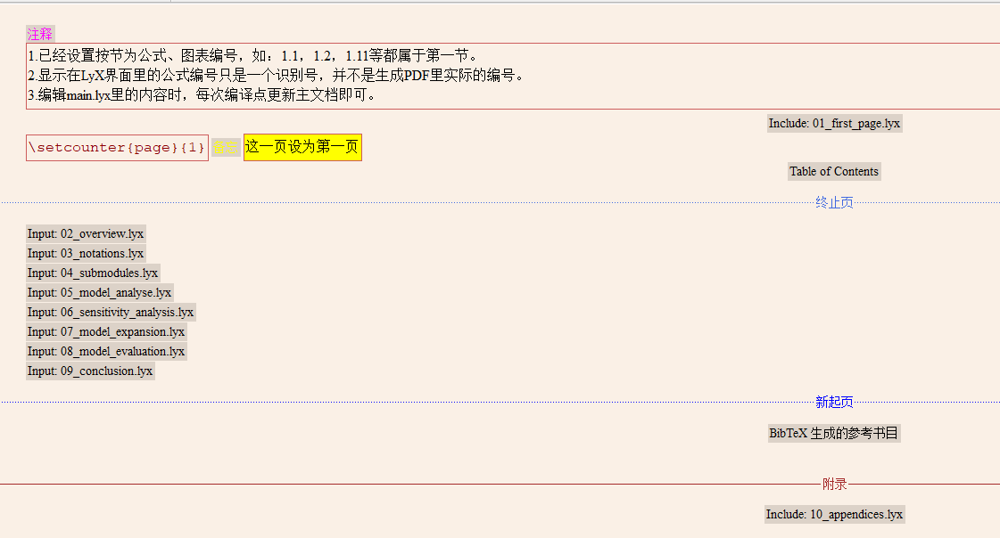 注释
1.已经设置按节为公式、图表编号，如：1.1，1.2，1.11等都属于第一节。
2.显示在LyX界面里的公式编号只是一个识别号，并不是生成PDF里实际的编号。
3.编辑main.lyx里的内容时，每次编译点更新主文档即可。
Include: 01_first_page.lyx
\setcounter{page}{1} 备忘 这一页设为第一页
Table of Contents
终止页
Input: 02_overview.lyx
Input: 03_notations.lyx
Input: 04_submodules.lyx
Input: 05_model_analyse.lyx
Input: 06_sensitivity_analysis.lyx
Input: 07_model_expansion.lyx
Input: 08_model_evaluation.lyx
Input: 09_conclusion.lyx
新起页
BibTeX 生成的参考书目
附录
Include: 10_appendices.lyx